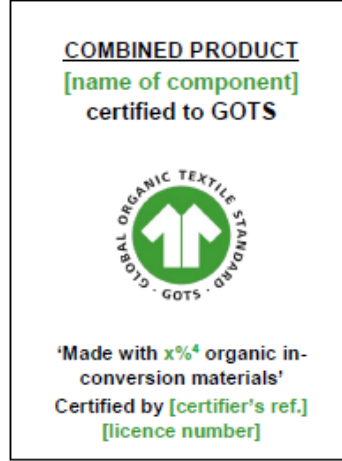 COMBINED PRODUCT
[name of component]
certified to GOTS
GLOBAL ORGANIC TEXTILE STANDARD
· GOTS ·
‘Made with x%⁴ organic in-
conversion materials’
Certified by [certifier’s ref.]
[licence number]